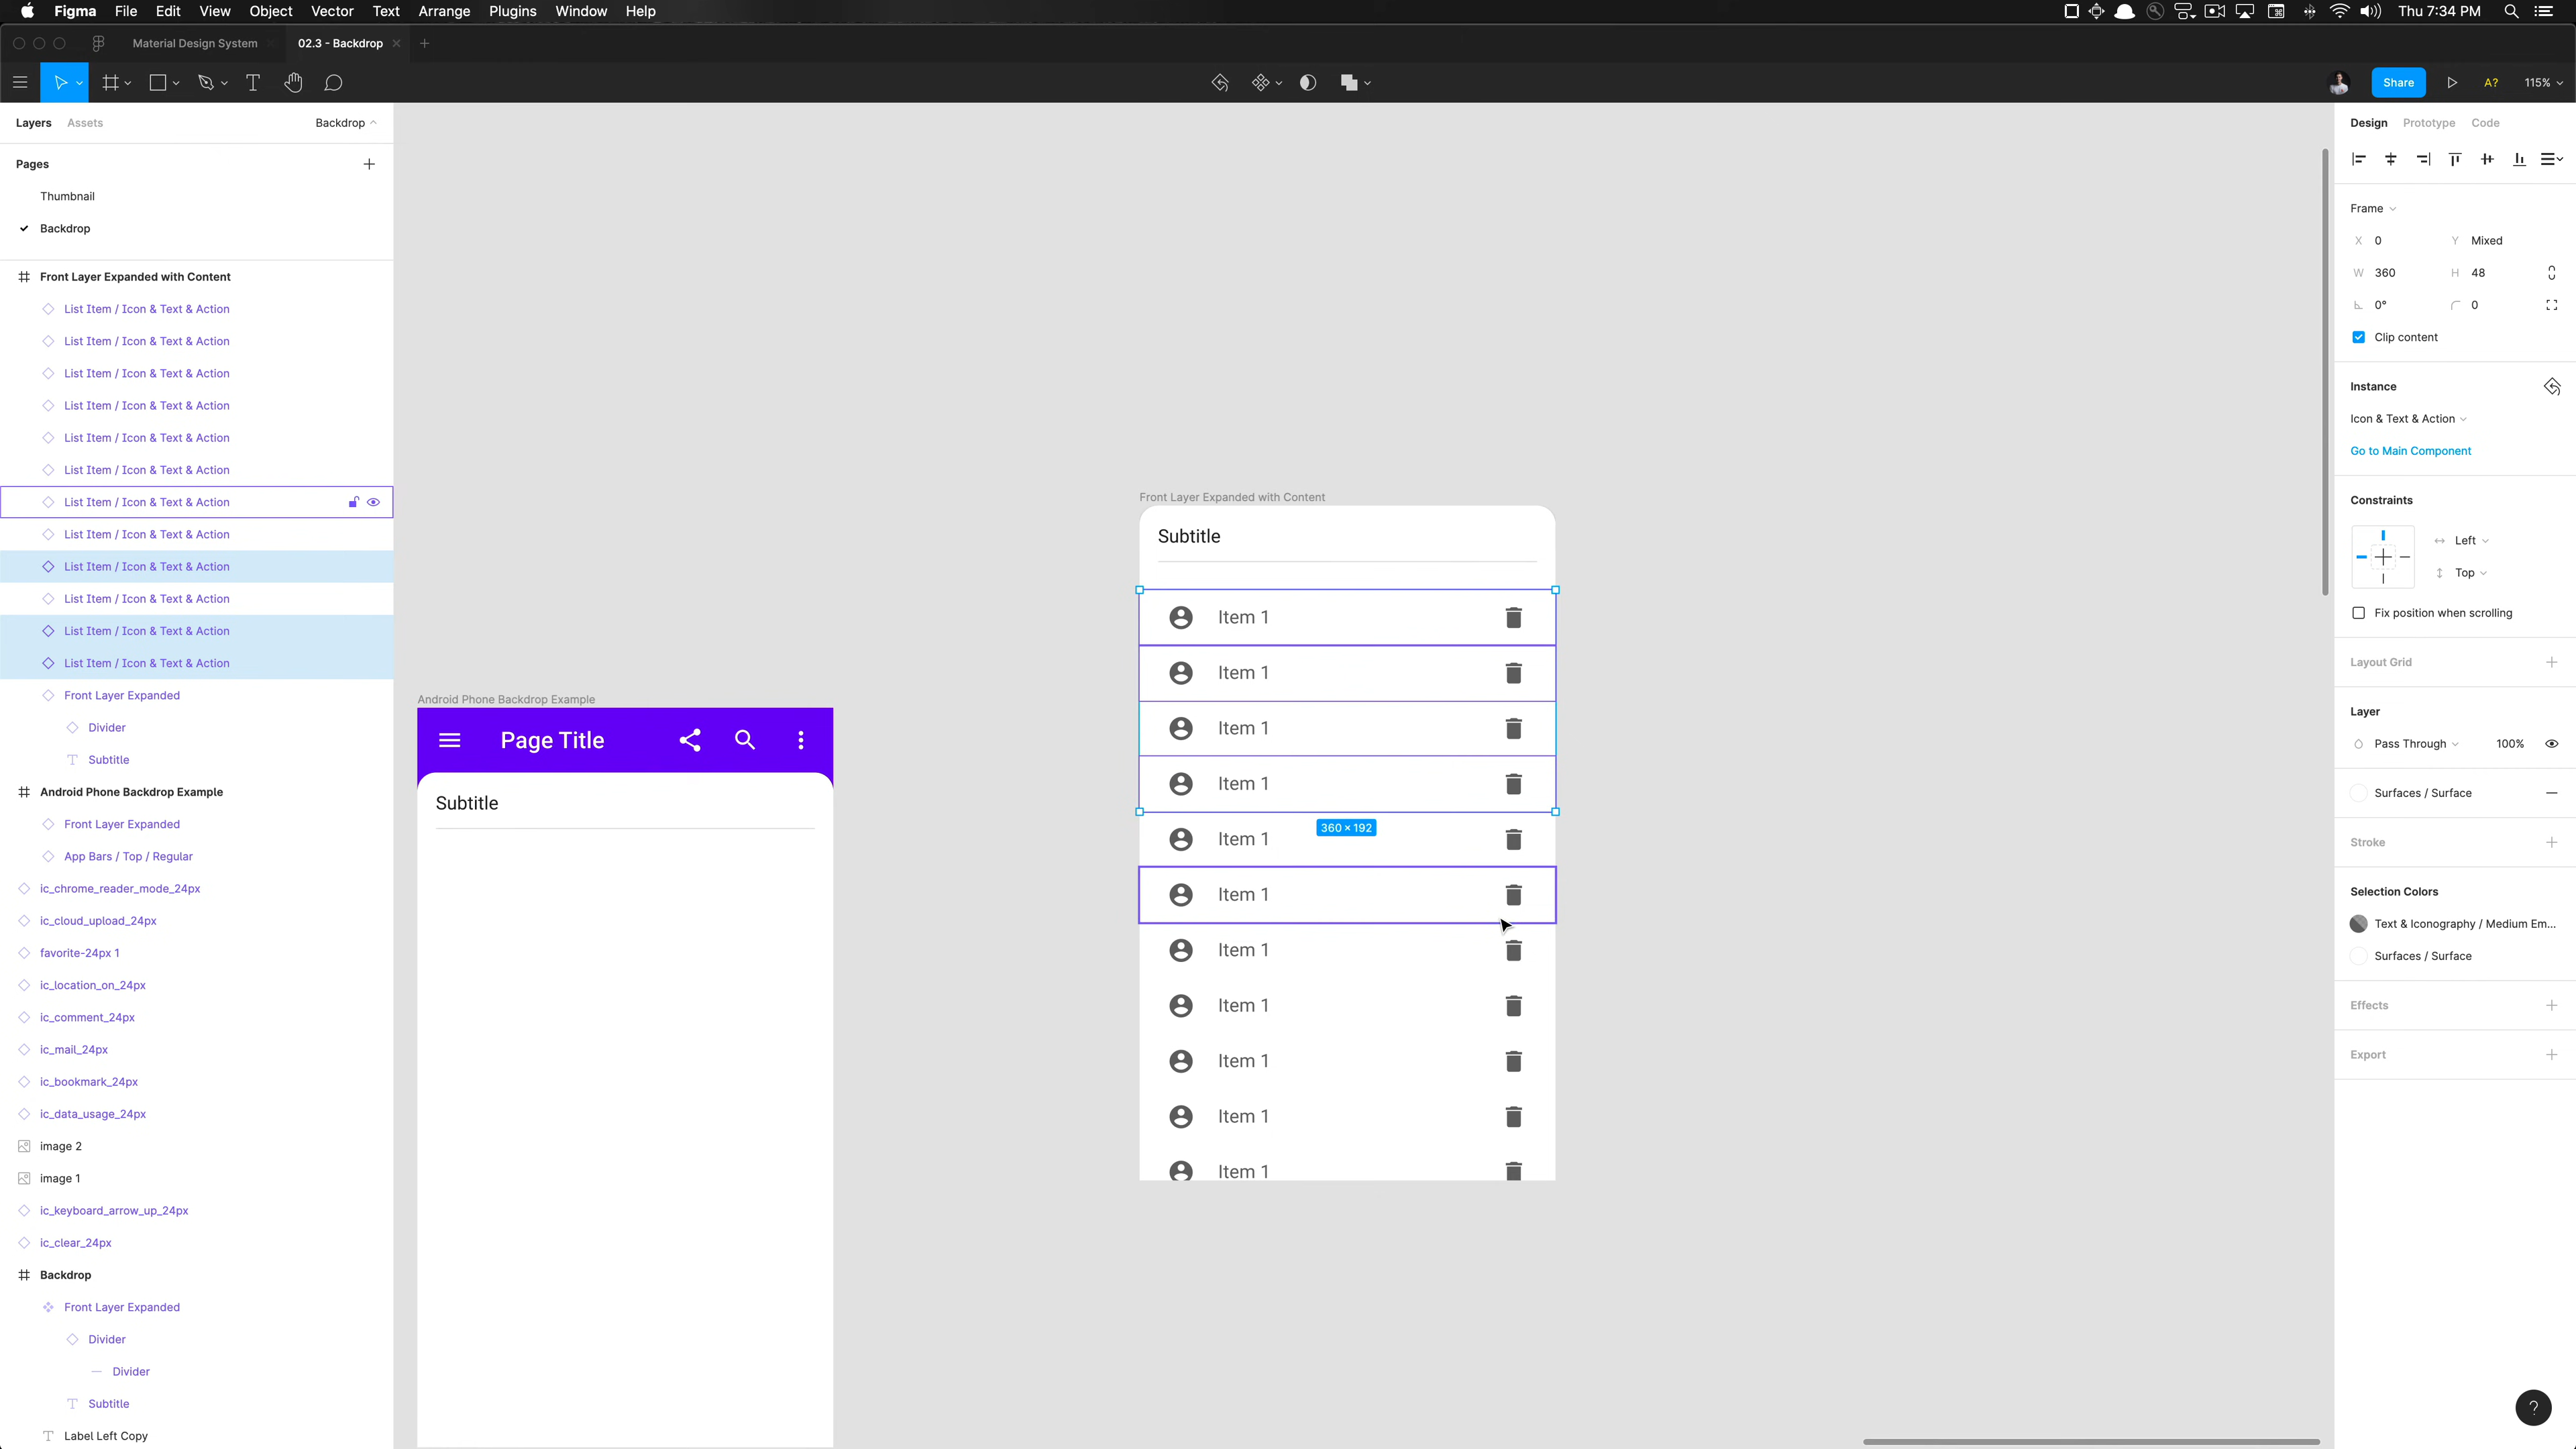 Figma File Edit View Object Vector Text Arrange Plugins Window Help
Thu 7:34 PM
Material Design System
02.3 - Backdrop
Share
A?
115%
Layers Assets Backdrop
Pages
Thumbnail
Backdrop
Front Layer Expanded with Content
List Item / Icon & Text & Action
List Item / Icon & Text & Action
List Item / Icon & Text & Action
List Item / Icon & Text & Action
List Item / Icon & Text & Action
List Item / Icon & Text & Action
List Item / Icon & Text & Action
List Item / Icon & Text & Action
List Item / Icon & Text & Action
List Item / Icon & Text & Action
List Item / Icon & Text & Action
List Item / Icon & Text & Action
Front Layer Expanded
Divider
Subtitle
Android Phone Backdrop Example
Front Layer Expanded
App Bars / Top / Regular
ic_chrome_reader_mode_24px
ic_cloud_upload_24px
favorite-24px 1
ic_location_on_24px
ic_comment_24px
ic_mail_24px
ic_bookmark_24px
ic_data_usage_24px
image 2
image 1
ic_keyboard_arrow_up_24px
ic_clear_24px
Backdrop
Front Layer Expanded
Divider
Divider
Subtitle
Label Left Copy
Android Phone Backdrop Example
Page Title
Subtitle
Front Layer Expanded with Content
Subtitle
Item 1
Item 1
Item 1
Item 1
360 × 192
Item 1
Item 1
Item 1
Item 1
Item 1
Item 1
Item 1
Design Prototype Code
Frame
X 0 Y Mixed
W 360 H 48
0° 0
Clip content
Instance
Icon & Text & Action
Go to Main Component
Constraints
Left
Top
Fix position when scrolling
Layout Grid
Layer
Pass Through 100%
Surfaces / Surface
Stroke
Selection Colors
Text & Iconography / Medium Em...
Surfaces / Surface
Effects
Export
?